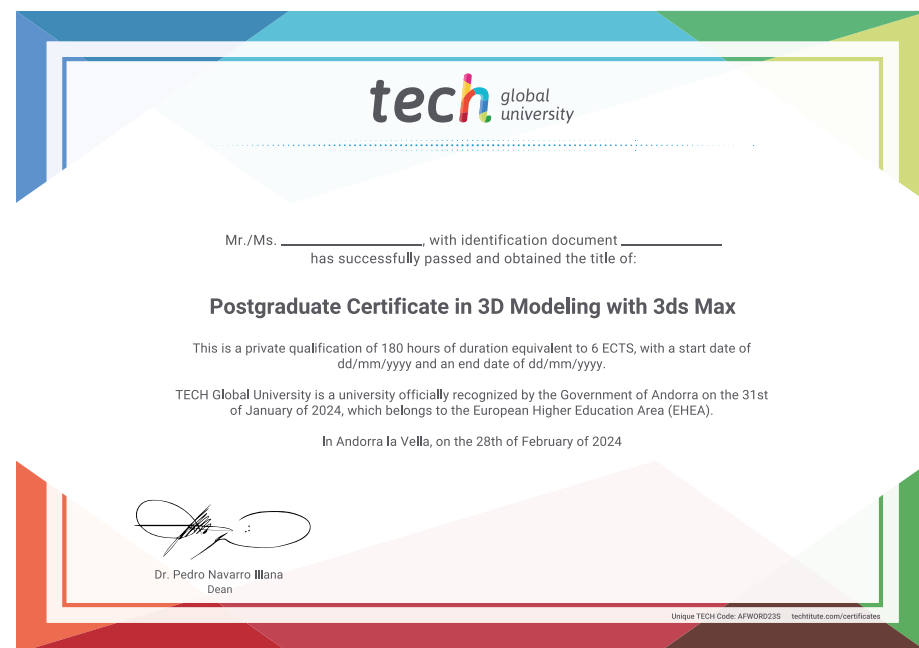 tech global
university
Mr./Ms. ____________________, with identification document ______________
has successfully passed and obtained the title of:
Postgraduate Certificate in 3D Modeling with 3ds Max
This is a private qualification of 180 hours of duration equivalent to 6 ECTS, with a start date of
dd/mm/yyyy and an end date of dd/mm/yyyy.
TECH Global University is a university officially recognized by the Government of Andorra on the 31st
of January of 2024, which belongs to the European Higher Education Area (EHEA).
In Andorra la Vella, on the 28th of February of 2024
Dr. Pedro Navarro Illana
Dean
Unique TECH Code: AFWORD23S techtitute.com/certificates